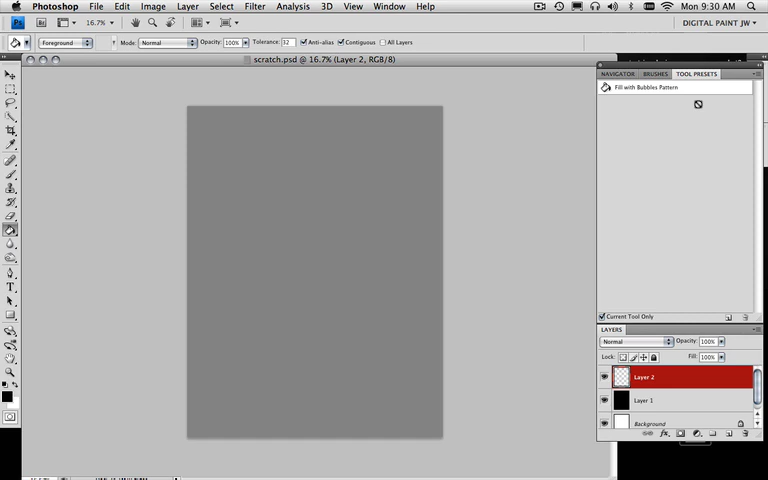 Photoshop File Edit Image Layer Select Filter Analysis 3D View Window Help Mon 9:30 AM
Ps Br 16.7% DIGITAL PAINT JW
Foreground Mode: Normal Opacity: 100% Tolerance: 32 Anti-alias Contiguous All Layers
scratch.psd @ 16.7% (Layer 2, RGB/8)
NAVIGATOR BRUSHES TOOL PRESETS
Fill with Bubbles Pattern
Current Tool Only
LAYERS
Normal Opacity: 100%
Lock: Fill: 100%
Layer 2
Layer 1
Background